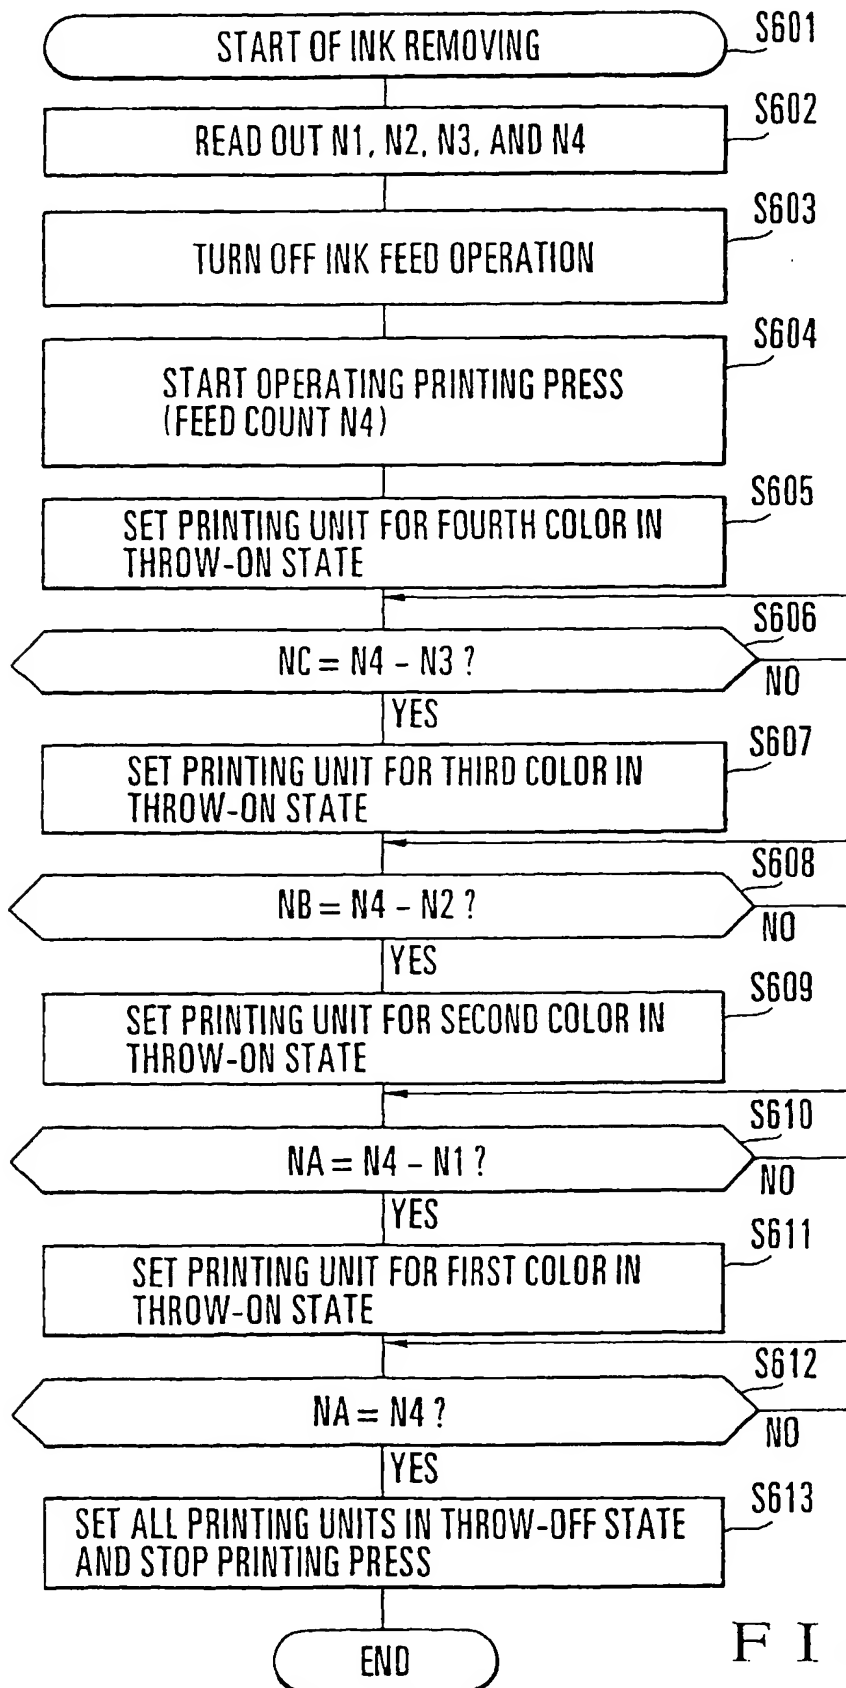 START OF INK REMOVING
S601
READ OUT N1, N2, N3, AND N4
S602
TURN OFF INK FEED OPERATION
S603
START OPERATING PRINTING PRESS
(FEED COUNT N4)
S604
SET PRINTING UNIT FOR FOURTH COLOR IN
THROW-ON STATE
S605
NC = N4 - N3 ?
S606
NO
YES
SET PRINTING UNIT FOR THIRD COLOR IN
THROW-ON STATE
S607
NB = N4 - N2 ?
S608
NO
YES
SET PRINTING UNIT FOR SECOND COLOR IN
THROW-ON STATE
S609
NA = N4 - N1 ?
S610
NO
YES
SET PRINTING UNIT FOR FIRST COLOR IN
THROW-ON STATE
S611
NA = N4 ?
S612
NO
YES
SET ALL PRINTING UNITS IN THROW-OFF STATE
AND STOP PRINTING PRESS
S613
END
F I